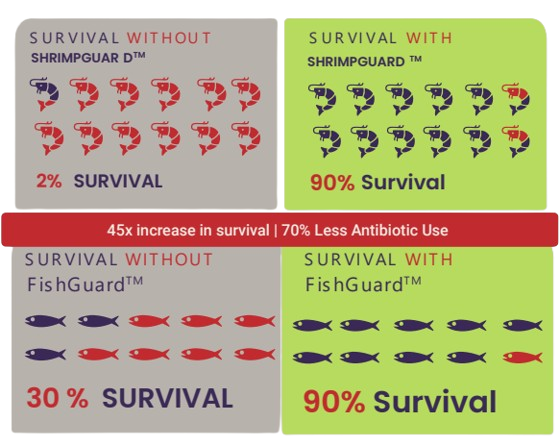 SURVIVAL WITHOUT
SHRIMPGUAR D™
2% SURVIVAL
SURVIVAL WITH
SHRIMPGUARD ™
90% Survival
45x increase in survival | 70% Less Antibiotic Use
SURVIVAL WITHOUT
FishGuard™
30 % SURVIVAL
SURVIVAL WITH
FishGuard™
90% Survival